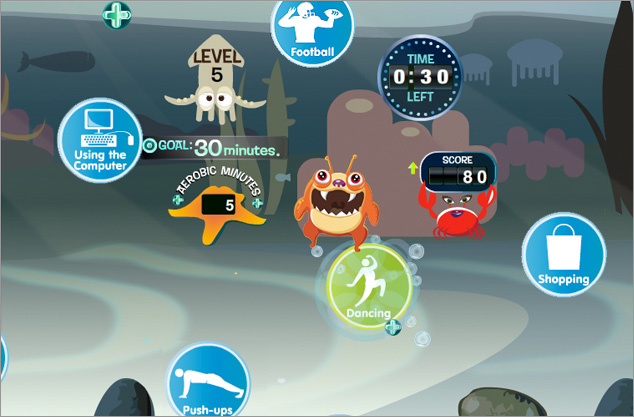 Football
LEVEL
5
TIME
0:30
LEFT
Using the
Computer
GOAL: 30 minutes.
AEROBIC MINUTES
5
SCORE
80
Shopping
Dancing
Push-ups